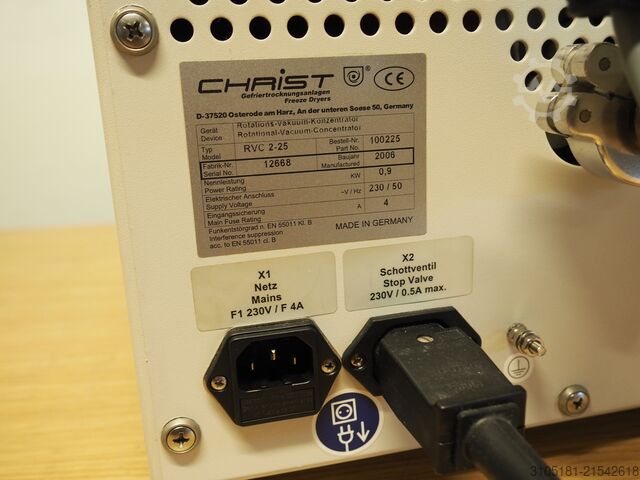 CHRIST
CE
Gefriertrocknungsanlagen
Freeze Dryers
D-37520 Osterode am Harz, An der unteren Soese 50, Germany
Gerät Rotations-Vakuum-Konzentrator
Device Rotational-Vacuum-Concentrator
Typ Model RVC 2-25 Bestell-Nr. Part No. 100225
Fabrik-Nr. Serial No. 12668 Baujahr Manufactured 2006
Nennleistung Power Rating KW 0,9
Elektrischer Anschluss Supply Voltage ~V / Hz 230 / 50
Eingangssicherung Main Fuse Rating A 4
Funkentstörgrad n. EN 55011 Kl. B
Interference suppression
acc. to EN 55011 cl. B
MADE IN GERMANY
X1
Netz
Mains
F1 230V / F 4A
X2
Schottventil
Stop Valve
230V / 0.5A max.
3105181-21542618